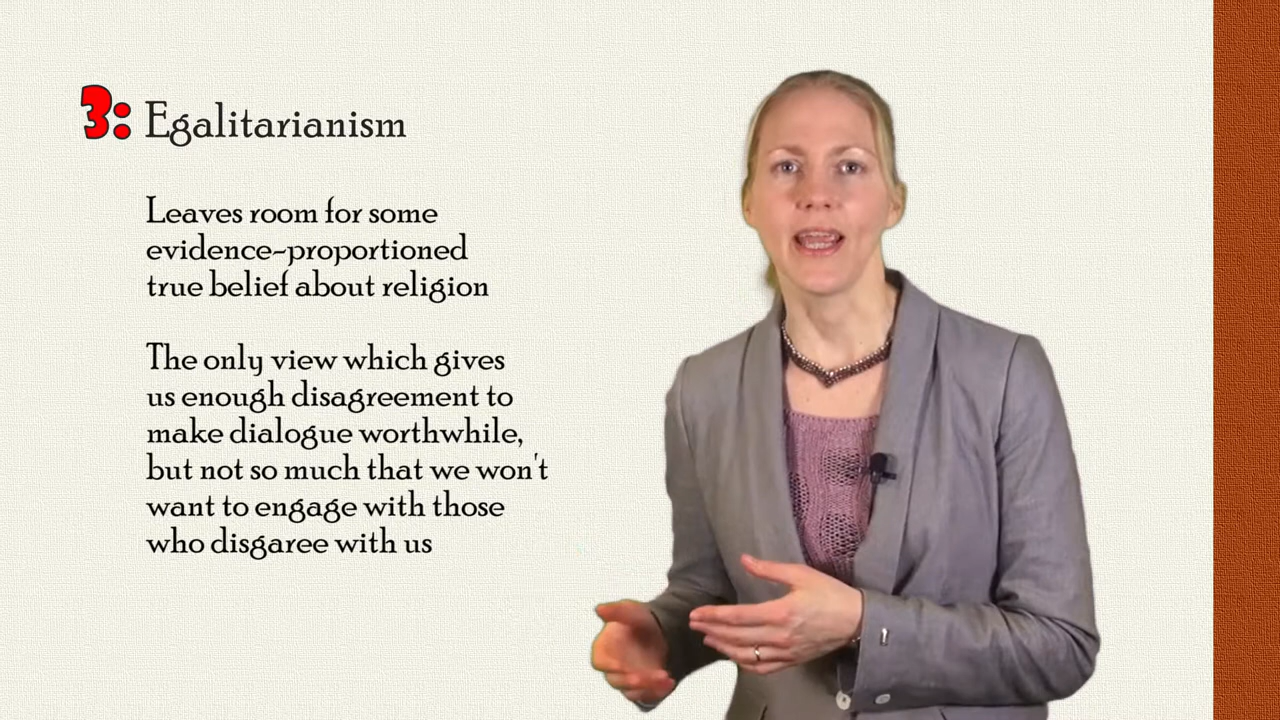 3: Egalitarianism
Leaves room for some
evidence-proportioned
true belief about religion
The only view which gives
us enough disagreement to
make dialogue worthwhile,
but not so much that we won't
want to engage with those
who disgaree with us